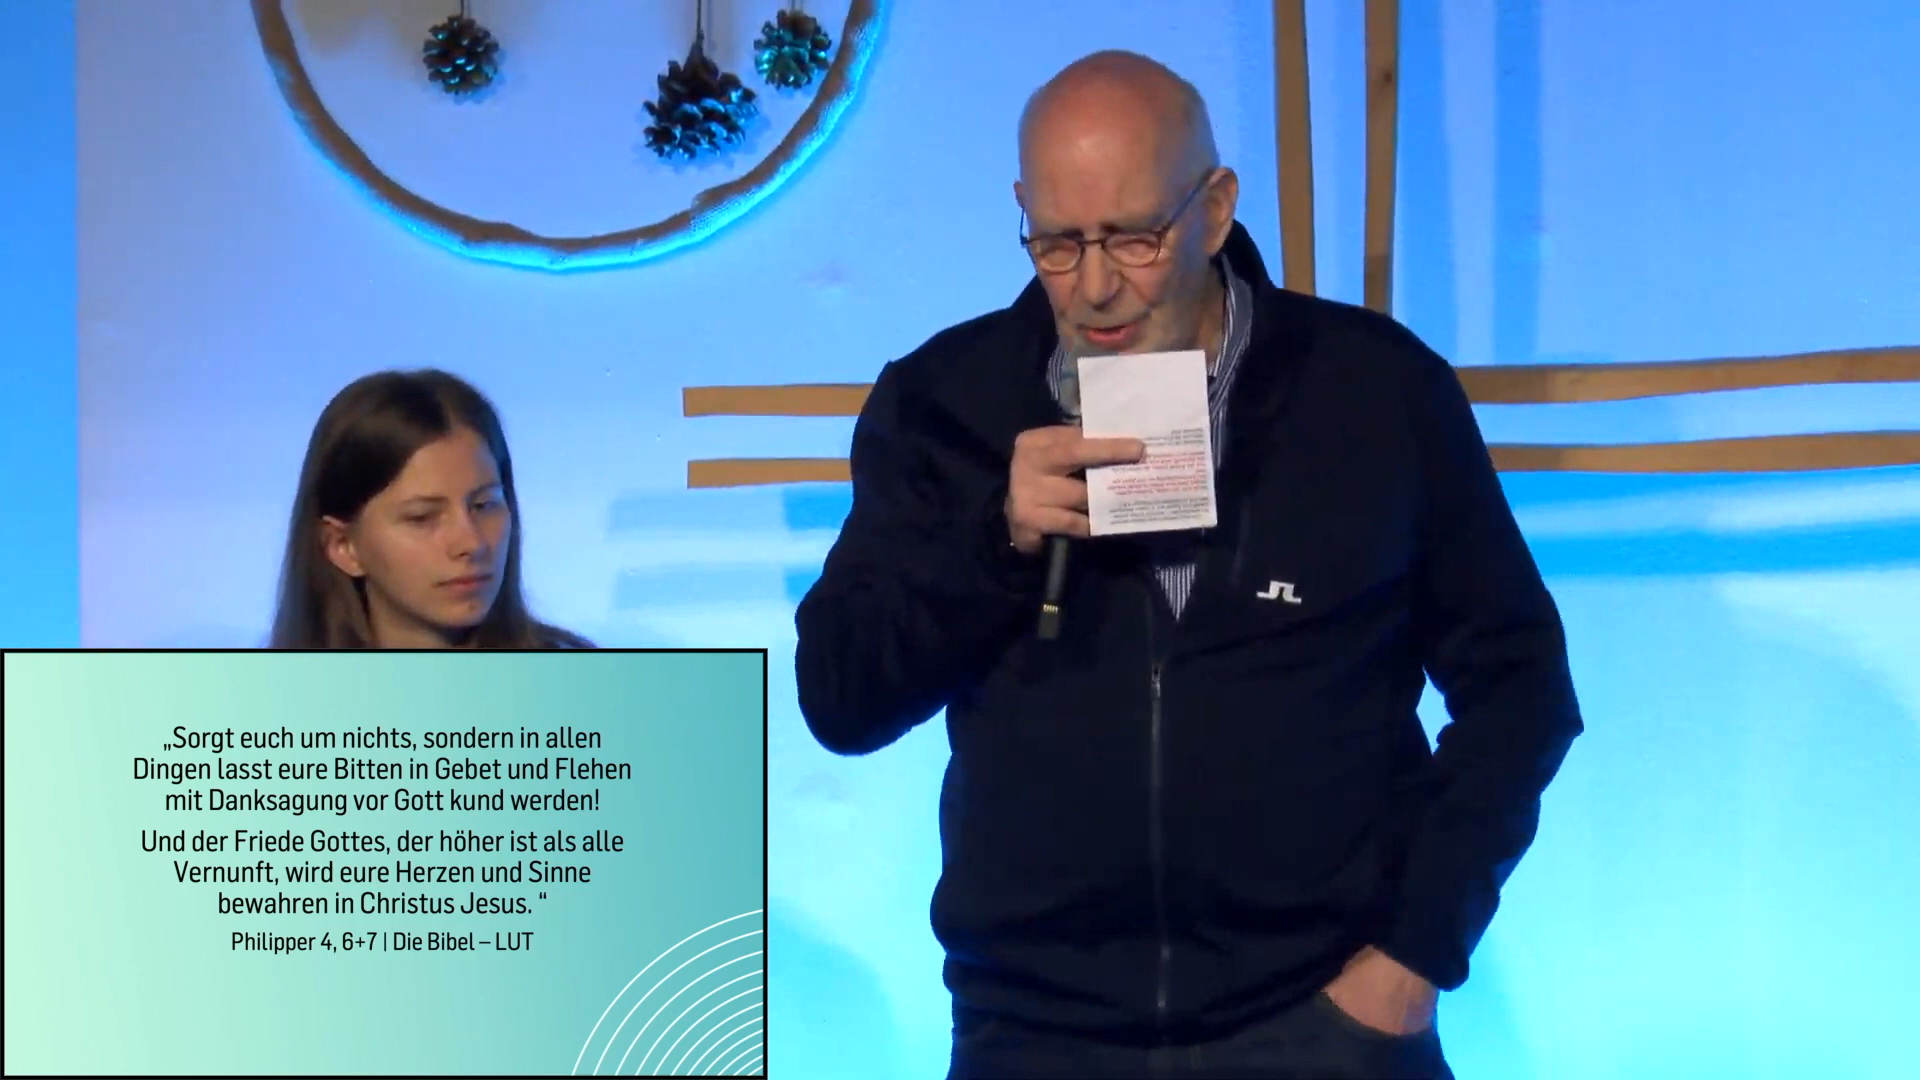 „Sorgt euch um nichts, sondern in allen
Dingen lasst eure Bitten in Gebet und Flehen
mit Danksagung vor Gott kund werden!
Und der Friede Gottes, der höher ist als alle
Vernunft, wird eure Herzen und Sinne
bewahren in Christus Jesus. “
Philipper 4, 6+7 | Die Bibel – LUT